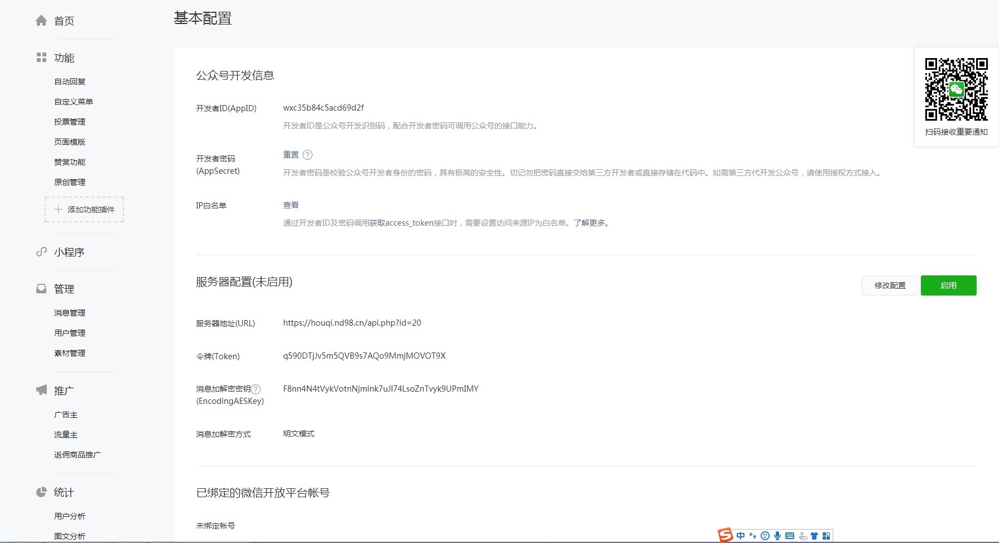 首页
功能
自动回复
自定义菜单
投票管理
页面模版
赞赏功能
原创管理
添加功能插件
小程序
管理
消息管理
用户管理
素材管理
推广
广告主
流量主
返佣商品推广
统计
用户分析
图文分析
基本配置
公众号开发信息
开发者ID(AppID)
wxc35b84c5acd69d2f
开发者ID是公众号开发识别码，配合开发者密码可调用公众号的接口能力。
开发者密码
(AppSecret)
重置 ?
开发者密码是校验公众号开发者身份的密码，具有极高的安全性。切记勿把密码直接交给第三方开发者或直接存储在代码中。如需第三方代开发公众号，请使用授权方式接入。
IP白名单
查看
通过开发者ID及密码调用获取access_token接口时，需要设置访问来源IP为白名单。了解更多。
服务器配置(未启用)
修改配置
启用
服务器地址(URL)
https://houqi.nd98.cn/api.php?id=20
令牌(Token)
q590DTjJv5m5QVB9s7AQo9MmjMOVOT9X
消息加解密密钥 ?
(EncodingAESKey)
F8nn4N4tVykVotnNjmlnk7uJI74LsoZnTvyk9UPmIMY
消息加解密方式
明文模式
已绑定的微信开放平台帐号
未绑定帐号
扫码接收重要通知
S 中